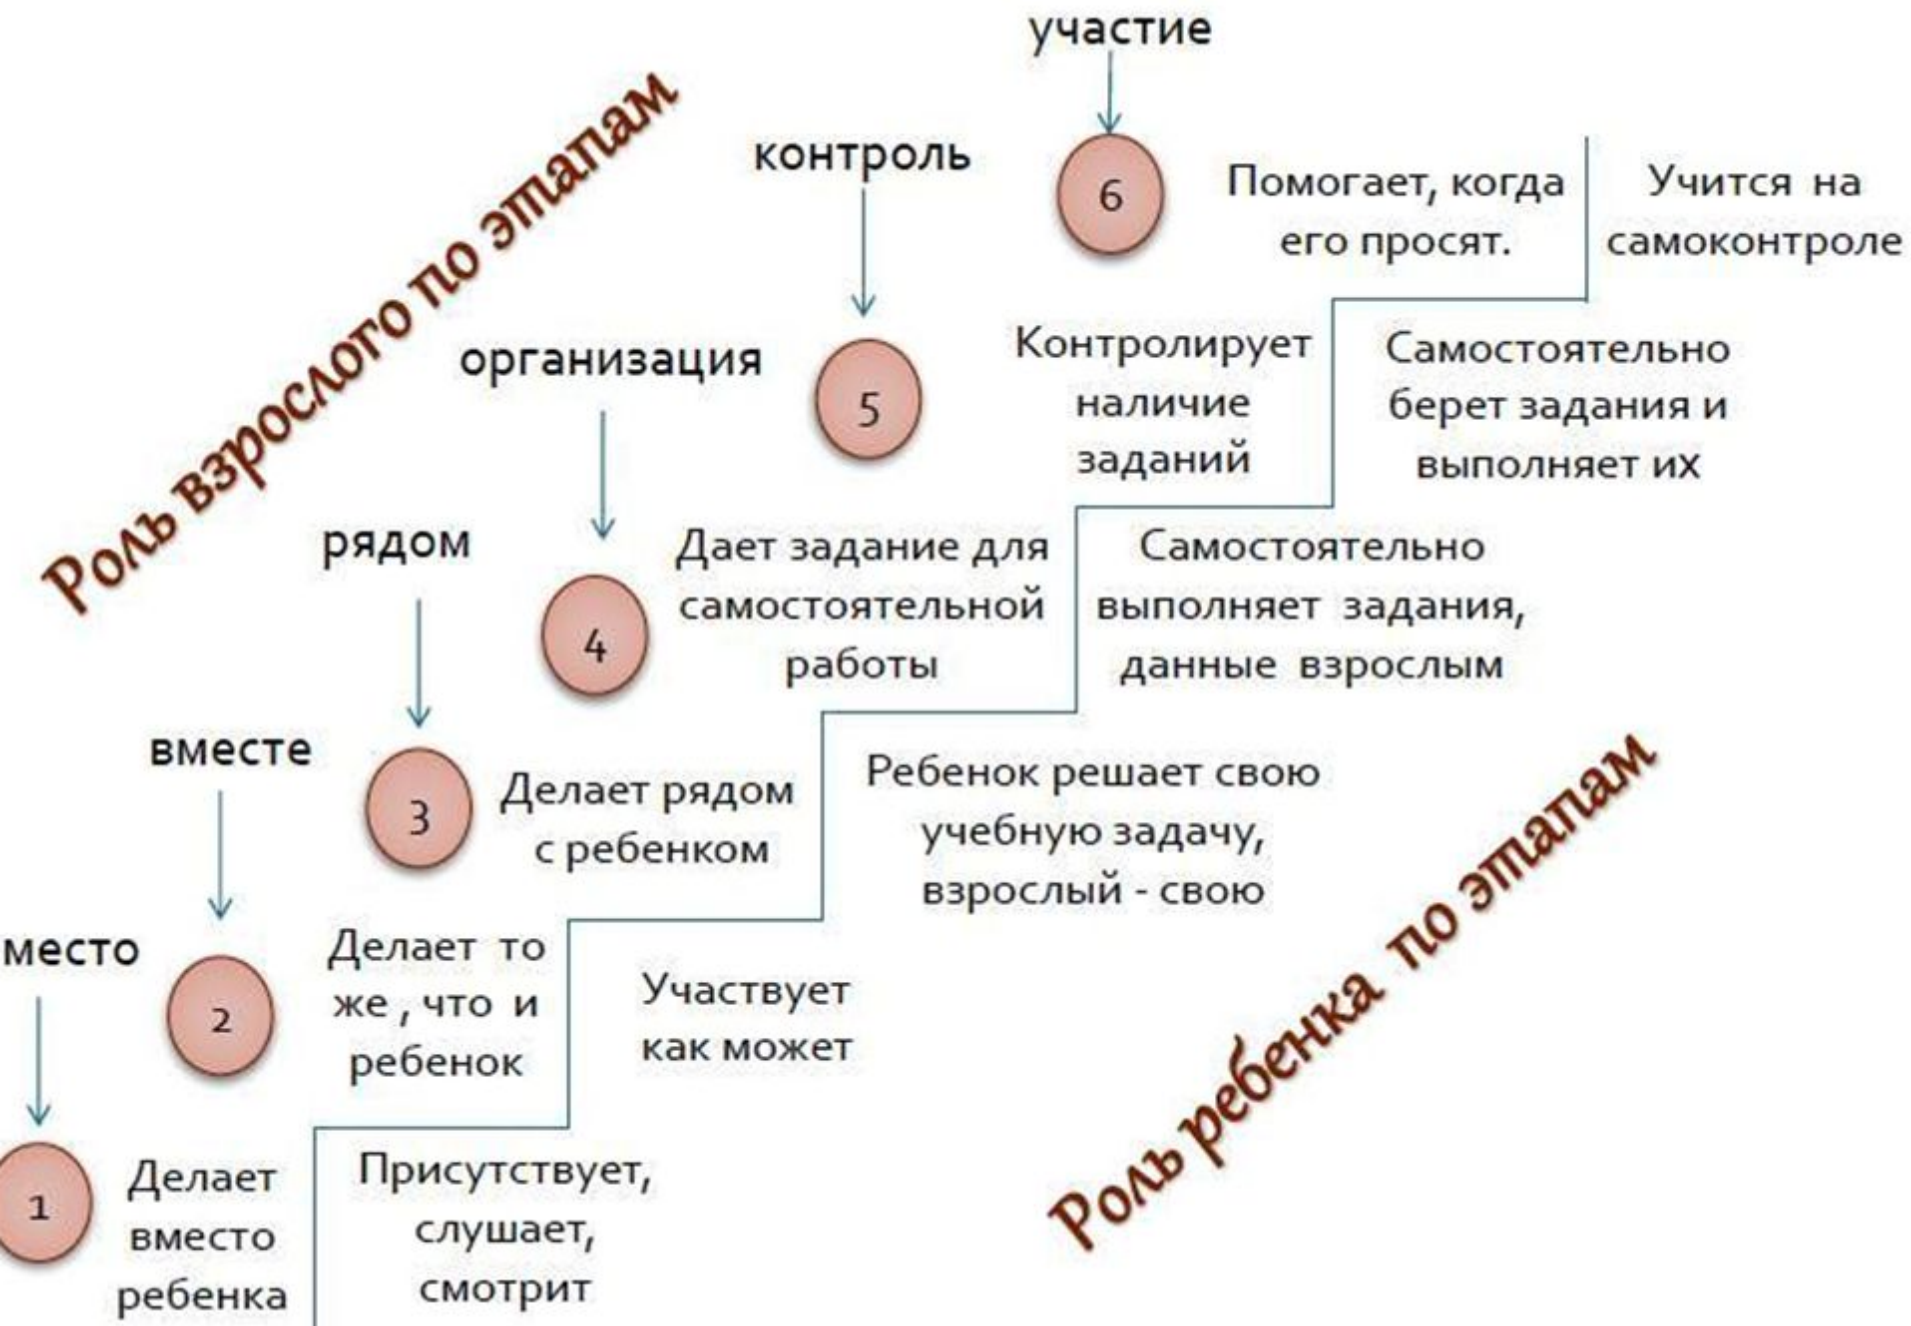 участие
6
Помогает, когда
его просят.
Учится на
самоконтроле
контроль
5
Контролирует
наличие
заданий
Самостоятельно
берет задания и
выполняет их
организация
4
Дает задание для
самостоятельной
работы
Самостоятельно
выполняет задания,
данные взрослым
рядом
3
Делает рядом
с ребенком
Ребенок решает свою
учебную задачу,
взрослый - свою
вместе
2
Делает то
же , что и
ребенок
Участвует
как может
место
1
Делает
вместо
ребенка
Присутствует,
слушает,
смотрит
Роль взрослого по этапам
Роль ребенка по этапам